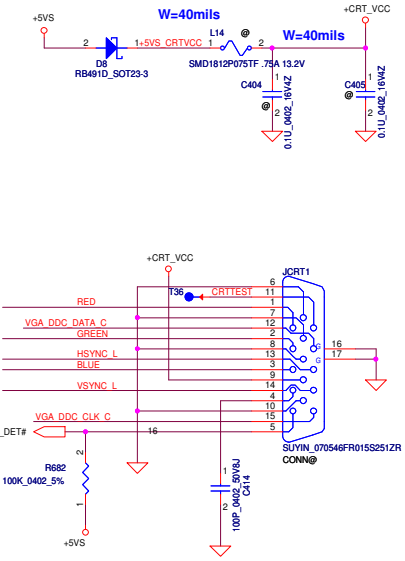 +5VS
W=40mils
+CRT_VCC
L14
@
W=40mils
2
1
+5VS_CRTVCC
1
2
D8
RB491D_SOT23-3
SMD1812P075TF .75A 13.2V
C404
1
@
2
0.1U_0402_16V4Z
C405
1
@
2
0.1U_0402_16V4Z
+CRT_VCC
JCRT1
T36
CRTTEST
6
11
RED
1
7
VGA_DDC_DATA_C
12
GREEN
2
8
HSYNC_L
13
BLUE
3
9
VSYNC_L
14
4
10
VGA_DDC_CLK_C
15
_DET#
16
5
G
16
G
17
SUYIN_070546FR015S251ZR
CONN@
2
R682
100K_0402_5%
1
+5VS
1
2
100P_0402_50V8J
C414